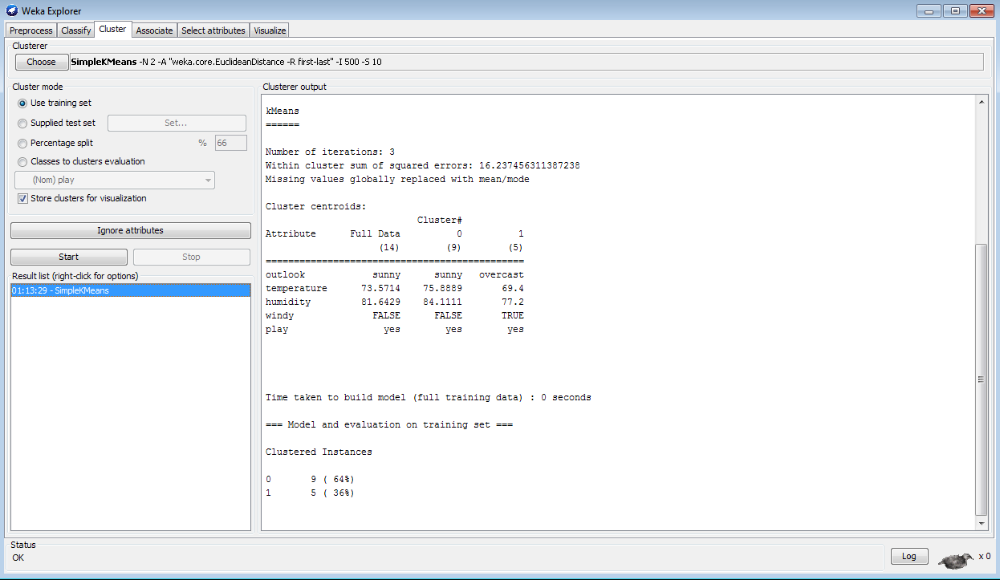 Weka Explorer
Preprocess Classify Cluster Associate Select attributes Visualize
Clusterer
Choose SimpleKMeans -N 2 -A "weka.core.EuclideanDistance -R first-last" -I 500 -S 10
Cluster mode
Use training set
Supplied test set Set...
Percentage split % 66
Classes to clusters evaluation
(Nom) play
Store clusters for visualization
Ignore attributes
Start Stop
Result list (right-click for options)
01:13:29 - SimpleKMeans
Clusterer output
kMeans
======
Number of iterations: 3
Within cluster sum of squared errors: 16.237456311387238
Missing values globally replaced with mean/mode
Cluster centroids:
Cluster#
Attribute Full Data 0 1
(14) (9) (5)
==============================================
outlook sunny sunny overcast
temperature 73.5714 75.8889 69.4
humidity 81.6429 84.1111 77.2
windy FALSE FALSE TRUE
play yes yes yes
Time taken to build model (full training data) : 0 seconds
=== Model and evaluation on training set ===
Clustered Instances
0 9 ( 64%)
1 5 ( 36%)
Status
OK
Log x 0